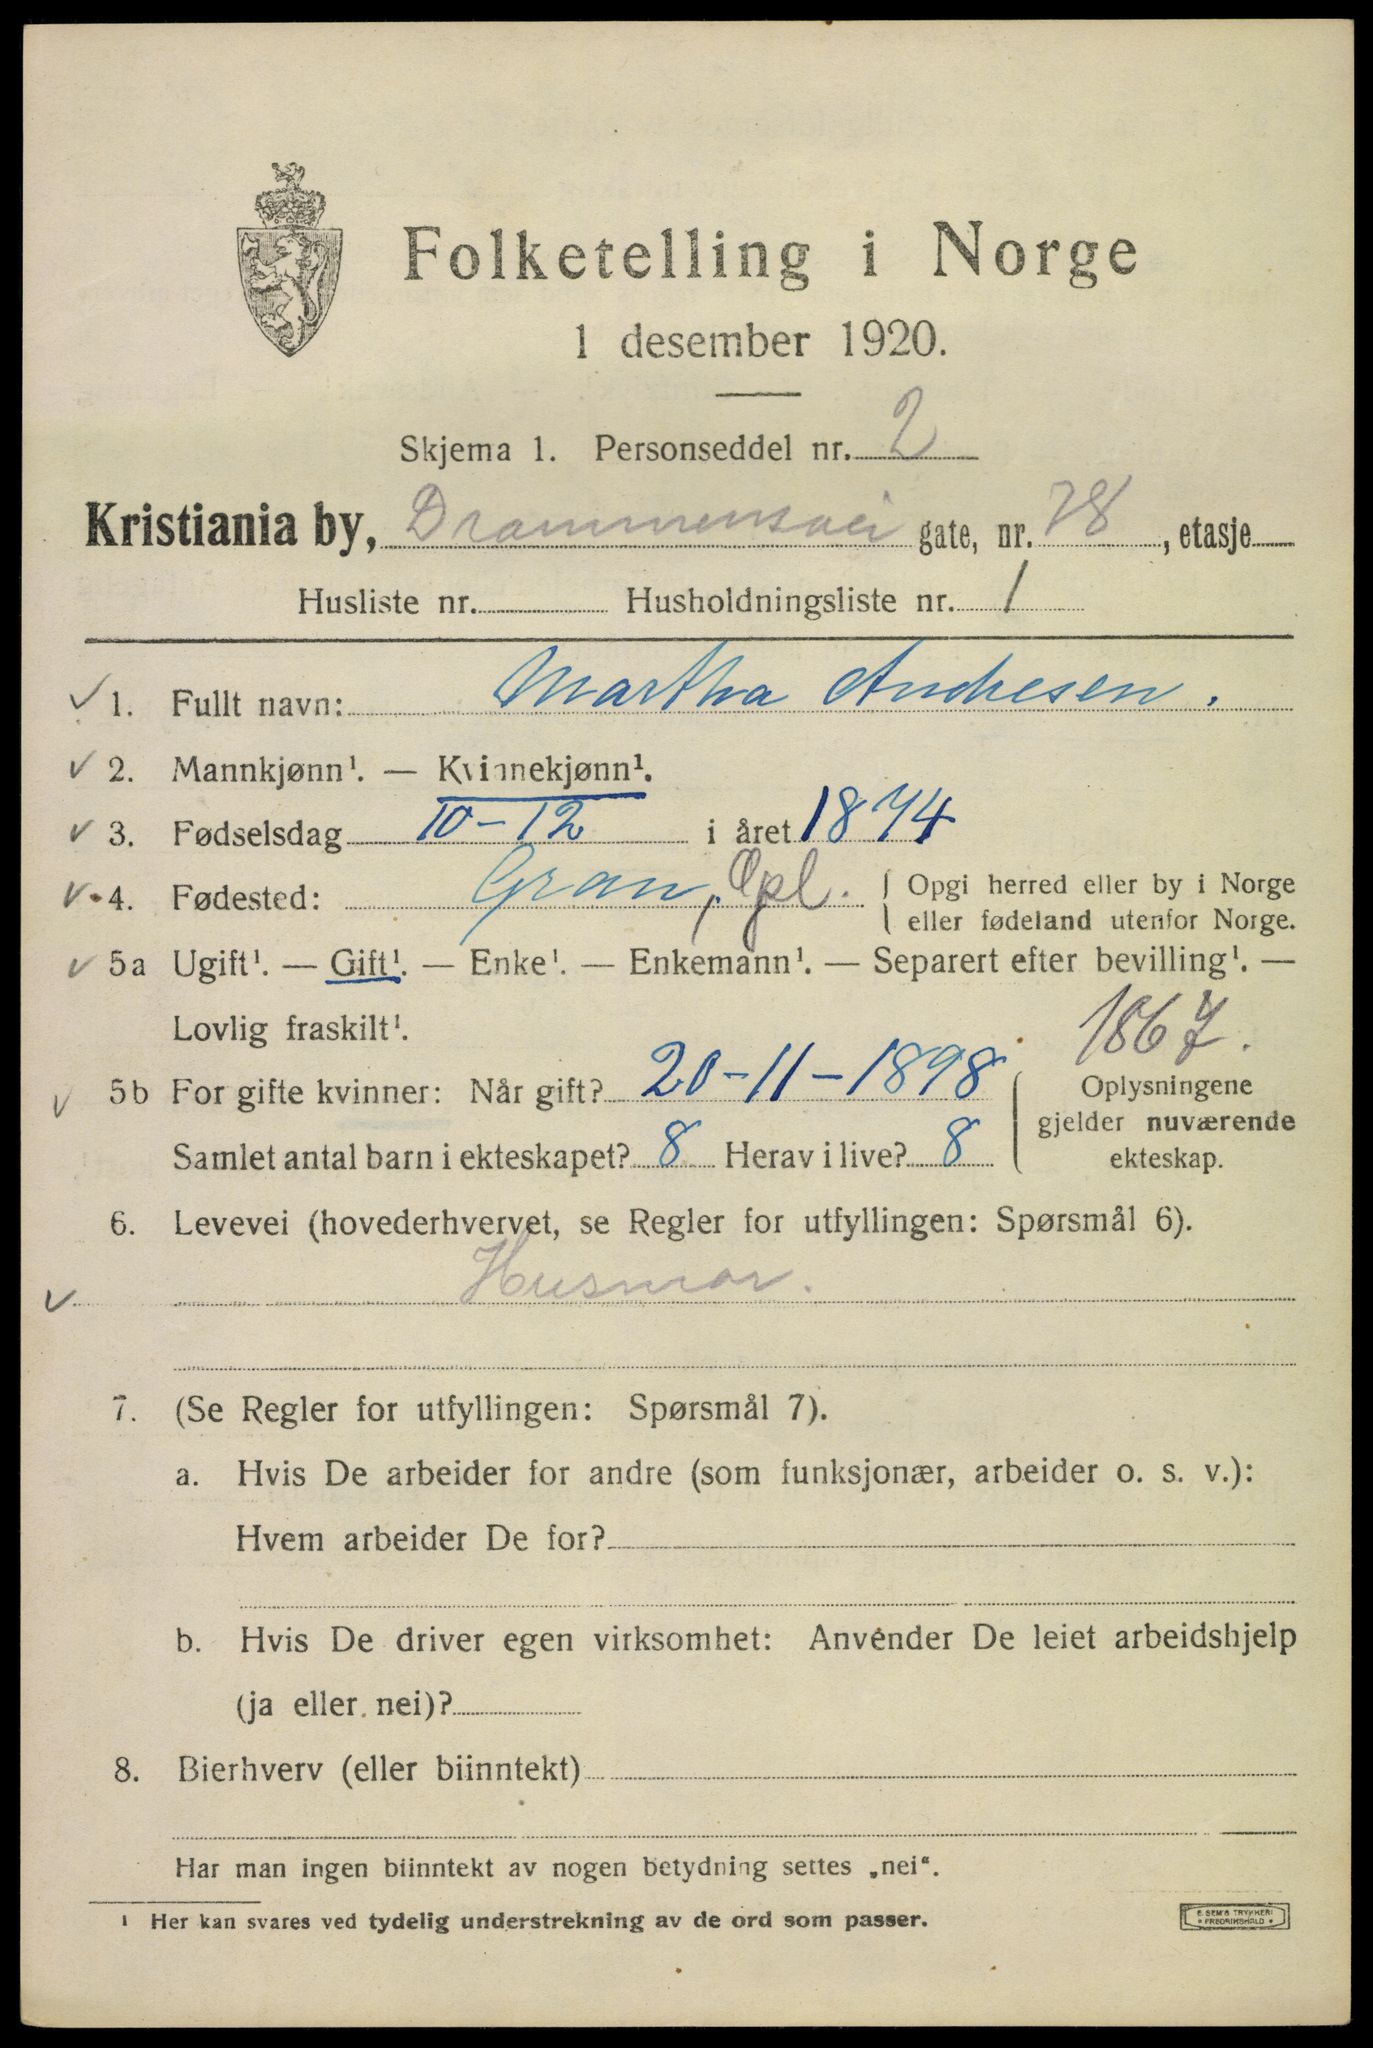 Folketelling i Norge
1 desember 1920.
Skjema 1. Personseddel nr. 2
Kristiania by, Drammensvei gate, nr. 78, etasje
Husliste nr. Husholdningsliste nr. 1
1. Fullt navn: Martha Andresen.
2. Mannkjønn¹. — Kvinnekjønn¹.
3. Fødselsdag 10-12 i året 1874
4. Fødested: Gran, Opl. { Opgi herred eller by i Norge
eller fødeland utenfor Norge.
5a Ugift¹. — Gift¹. — Enke¹. — Enkemann¹. — Separert efter bevilling¹. —
Lovlig fraskilt¹. 1867.
5b For gifte kvinner: Når gift? 20-11-1898 { Oplysningene
gjelder nuværende
Samlet antal barn i ekteskapet? 8 Herav i live? 8 ekteskap.
6. Levevei (hovederhvervet, se Regler for utfyllingen: Spørsmål 6).
Husmor.
7. (Se Regler for utfyllingen: Spørsmål 7).
a. Hvis De arbeider for andre (som funksjonær, arbeider o. s. v.):
Hvem arbeider De for?
b. Hvis De driver egen virksomhet: Anvender De leiet arbeidshjelp
(ja eller nei)?
8. Bierhverv (eller biinntekt)
Har man ingen biinntekt av nogen betydning settes „nei“.
¹ Her kan svares ved tydelig understrekning av de ord som passer.
E. SEM'S TRYKKERI
• FREDRIKSHALD •